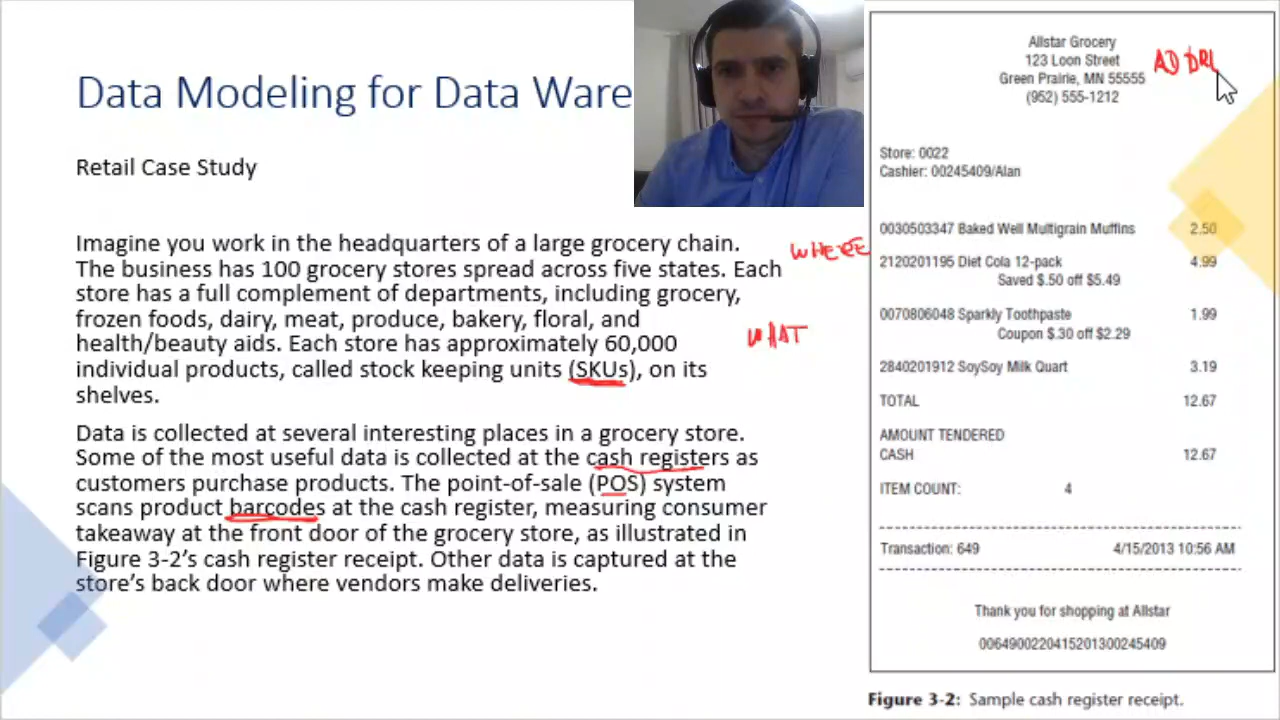 Data Modeling for Data Ware
Retail Case Study
Imagine you work in the headquarters of a large grocery chain.
The business has 100 grocery stores spread across five states. Each
store has a full complement of departments, including grocery,
frozen foods, dairy, meat, produce, bakery, floral, and
health/beauty aids. Each store has approximately 60,000
individual products, called stock keeping units (SKUs), on its
shelves.
Data is collected at several interesting places in a grocery store.
Some of the most useful data is collected at the cash registers as
customers purchase products. The point-of-sale (POS) system
scans product barcodes at the cash register, measuring consumer
takeaway at the front door of the grocery store, as illustrated in
Figure 3-2's cash register receipt. Other data is captured at the
store's back door where vendors make deliveries.
WHERE
WHAT
Allstar Grocery
123 Loon Street
Green Prairie, MN 55555
(952) 555-1212
ADDRE
Store: 0022
Cashier: 00245409/Alan
0030503347 Baked Well Multigrain Muffins 2.50
2120201195 Diet Cola 12-pack 4.99
Saved $.50 off $5.49
0070806048 Sparkly Toothpaste 1.99
Coupon $.30 off $2.29
2840201912 SoySoy Milk Quart 3.19
TOTAL 12.67
AMOUNT TENDERED
CASH 12.67
ITEM COUNT: 4
Transaction: 649 4/15/2013 10:56 AM
Thank you for shopping at Allstar
0064900220415201300245409
Figure 3-2: Sample cash register receipt.